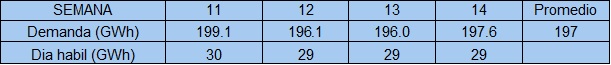 SEMANA 11 12 13 14 Promedio
Demanda (GWh) 199.1 196.1 196.0 197.6 197
Dia habil (GWh) 30 29 29 29